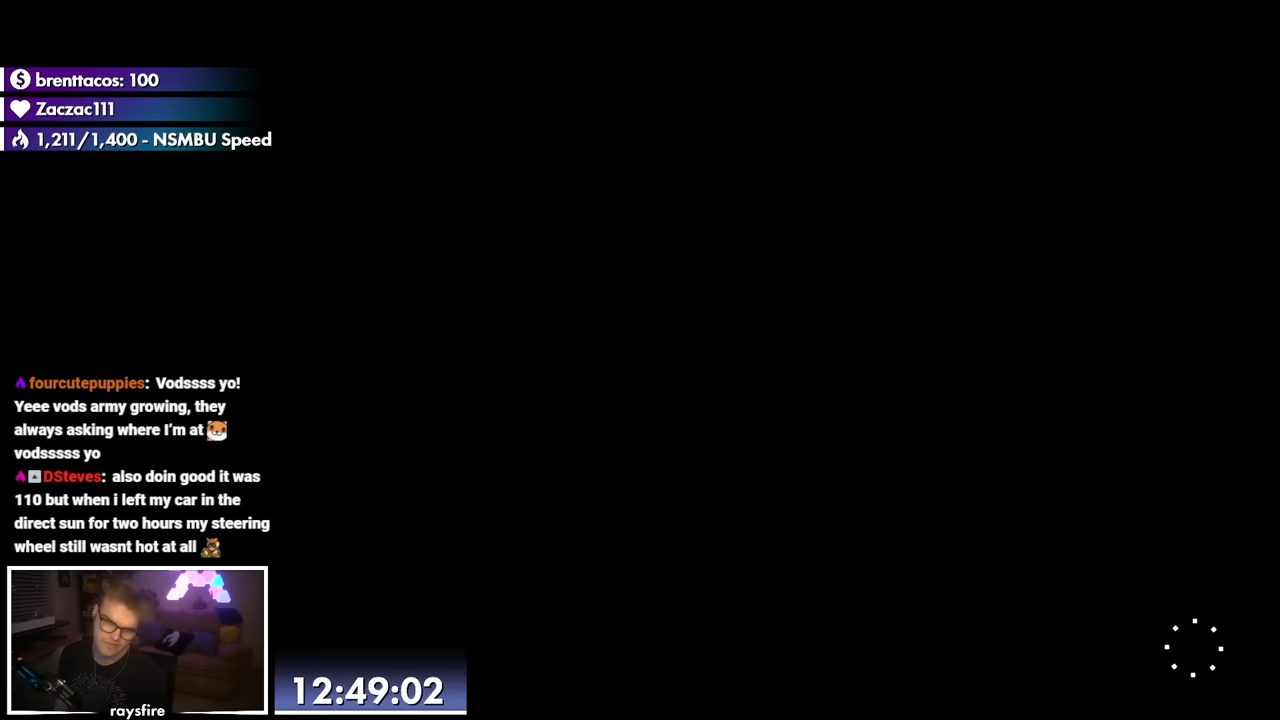 brenttacos: 100
Zaczac111
1,211/1,400 - NSMBU Speed
fourcutepuppies: Vodssss yo!
Yeee vods army growing, they
always asking where I'm at
vodsssss yo
DSteves: also doin good it was
110 but when i left my car in the
direct sun for two hours my steering
wheel still wasnt hot at all
raysfire
12:49:02